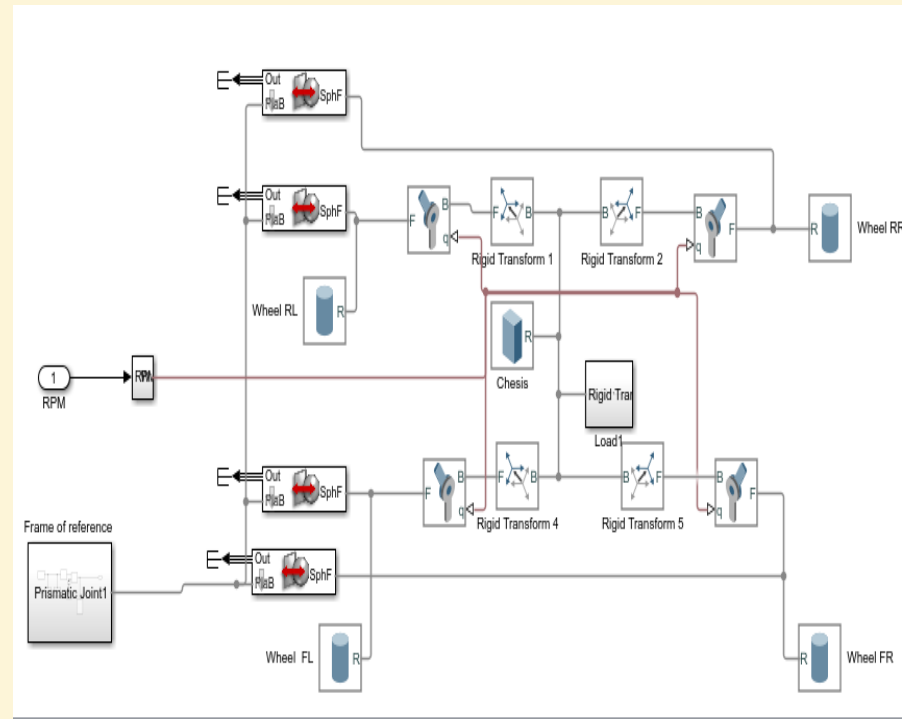 Out
SphF
Out
SphF
B
F
q
F
B
Rigid Transform 1
B
F
Rigid Transform 2
B
q
F
R
Wheel RR
Wheel RL
R
R
Chesis
1
RPM
Rigid Tran
Load1
Out
SphF
F
B
q
F
B
Rigid Transform 4
B
F
Rigid Transform 5
B
q
F
Frame of reference
Prismatic Joint1
Out
SphF
Wheel FL
R
R
Wheel FR